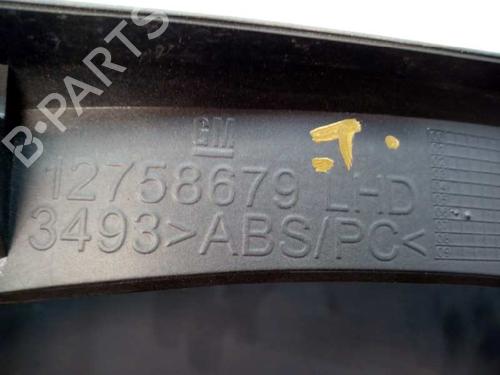 B-PARTS
GM
12758679 LHD
3493 >ABS/PC<